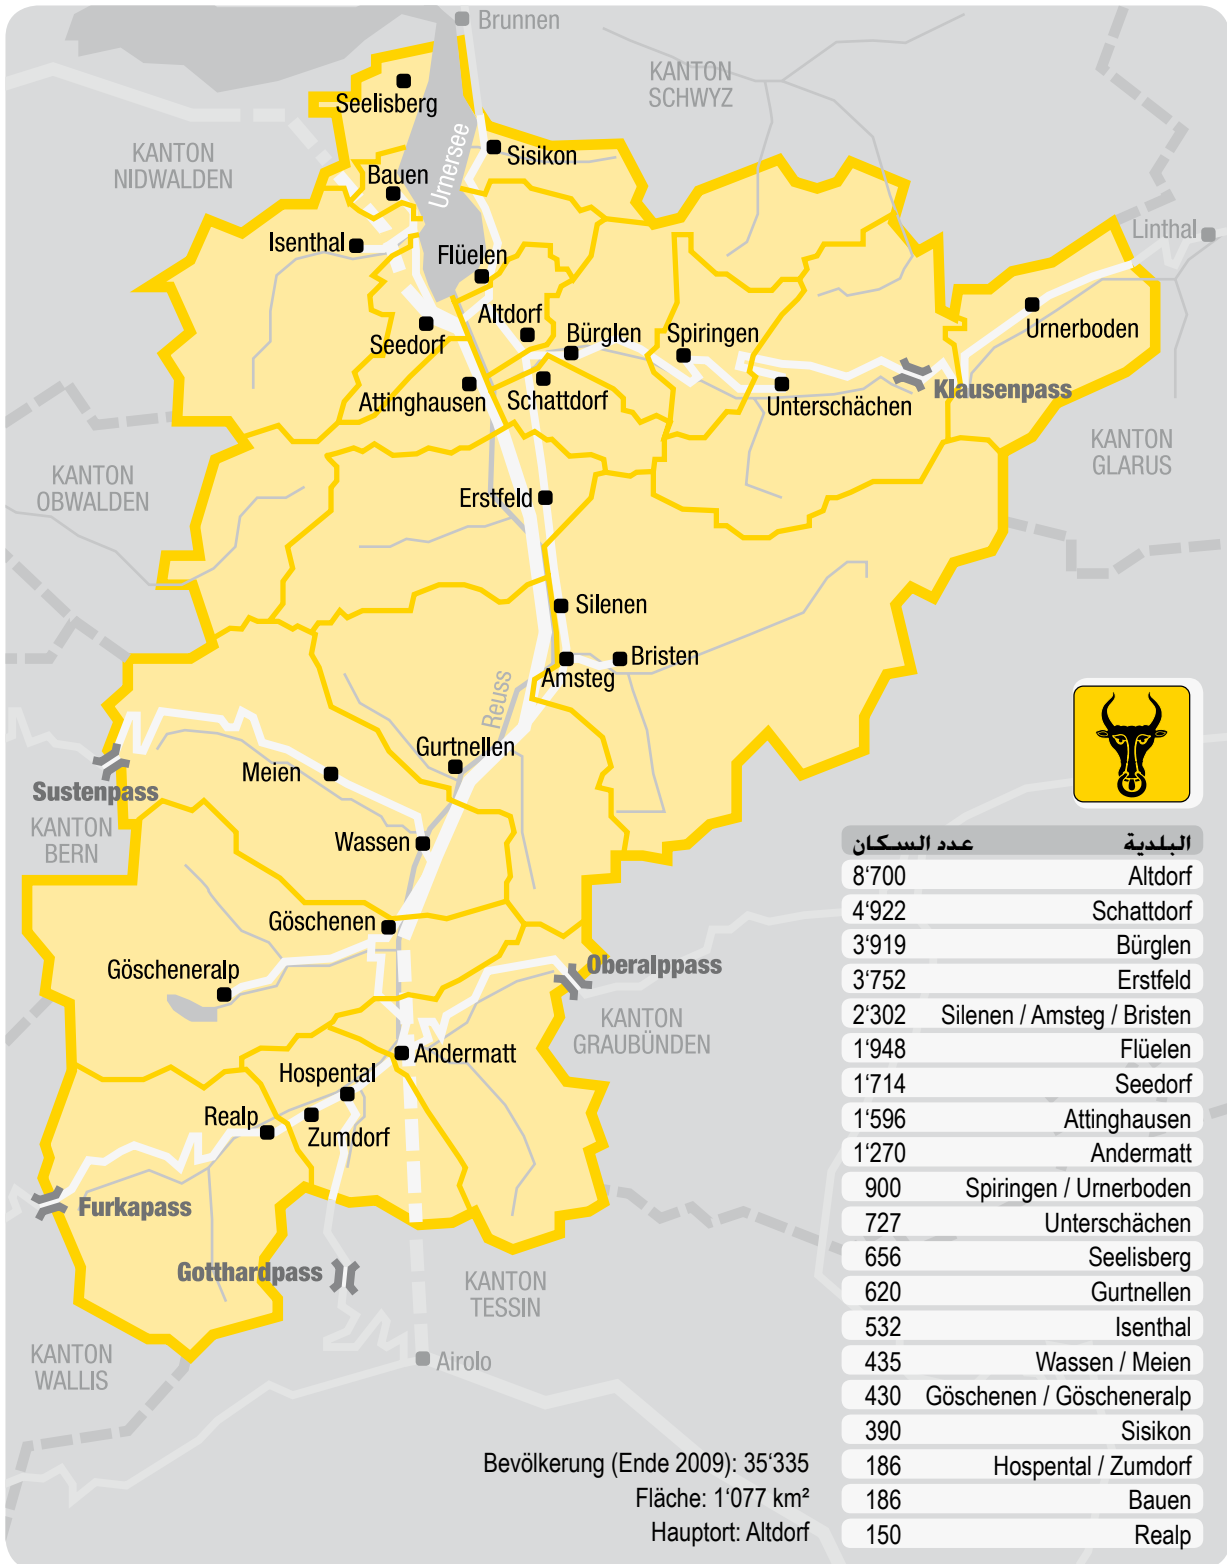 Brunnen
KANTON
SCHWYZ
Seelisberg
Urnersee
Sisikon
KANTON
NIDWALDEN
Bauen
Isenthal
Flüelen
Linthal
Altdorf
Seedorf
Bürglen
Spiringen
Urnerboden
Attinghausen
Schattdorf
Unterschächen
Klausenpass
KANTON
GLARUS
KANTON
OBWALDEN
Erstfeld
Silenen
Bristen
Amsteg
Reuss
Gurtnellen
Meien
Sustenpass
KANTON
BERN
Wassen
Göschenen
Göscheneralp
Oberalppass
KANTON
GRAUBÜNDEN
Andermatt
Hospental
Realp
Zumdorf
Furkapass
Gotthardpass
KANTON
TESSIN
KANTON
WALLIS
Airolo
البلدية عدد السكان
8‘700 Altdorf
4‘922 Schattdorf
3‘919 Bürglen
3‘752 Erstfeld
2‘302 Silenen / Amsteg / Bristen
1‘948 Flüelen
1‘714 Seedorf
1‘596 Attinghausen
1‘270 Andermatt
900 Spiringen / Urnerboden
727 Unterschächen
656 Seelisberg
620 Gurtnellen
532 Isenthal
435 Wassen / Meien
430 Göschenen / Göscheneralp
390 Sisikon
186 Hospental / Zumdorf
186 Bauen
150 Realp
Bevölkerung (Ende 2009): 35‘335
Fläche: 1‘077 km²
Hauptort: Altdorf